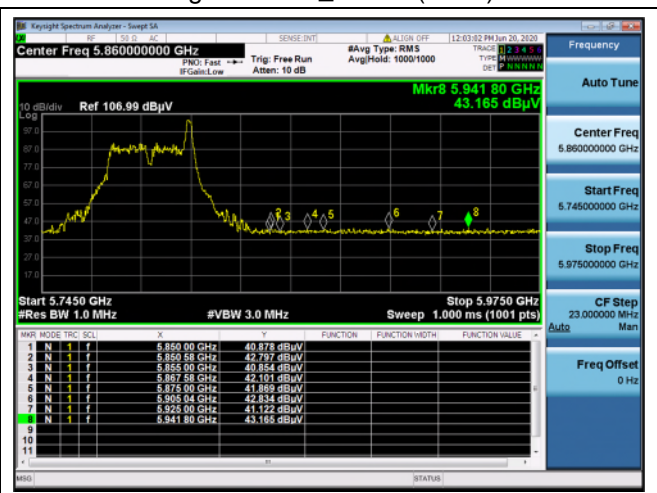 Keysight Spectrum Analyzer - Swept SA
RF 50 Ω AC SENSE:INT ALIGN OFF 12:03:02 PM Jun 20, 2020
Center Freq 5.860000000 GHz #Avg Type: RMS TRACE 1 2 3 4 5 6
PNO: Fast Trig: Free Run Avg|Hold: 1000/1000 TYPE M WWWWW
IFGain:Low Atten: 10 dB DET P N N N N N
Mkr8 5.941 80 GHz
10 dB/div Ref 106.99 dBµV 43.165 dBµV
Log
97.0
87.0
77.0
67.0
57.0
47.0
37.0
27.0
17.0
2 3 4 5 6 7 8
Start 5.7450 GHz Stop 5.9750 GHz
#Res BW 1.0 MHz #VBW 3.0 MHz Sweep 1.000 ms (1001 pts)
MKR MODE TRC SCL X Y FUNCTION FUNCTION WIDTH FUNCTION VALUE
1 N 1 f 5.850 00 GHz 40.878 dBµV
2 N 1 f 5.850 58 GHz 42.797 dBµV
3 N 1 f 5.855 00 GHz 40.854 dBµV
4 N 1 f 5.867 58 GHz 42.101 dBµV
5 N 1 f 5.875 00 GHz 41.869 dBµV
6 N 1 f 5.905 04 GHz 42.834 dBµV
7 N 1 f 5.925 00 GHz 41.122 dBµV
8 N 1 f 5.941 80 GHz 43.165 dBµV
9
10
11
MSG STATUS
Frequency
Auto Tune
Center Freq
5.860000000 GHz
Start Freq
5.745000000 GHz
Stop Freq
5.975000000 GHz
CF Step
23.000000 MHz
Auto Man
Freq Offset
0 Hz